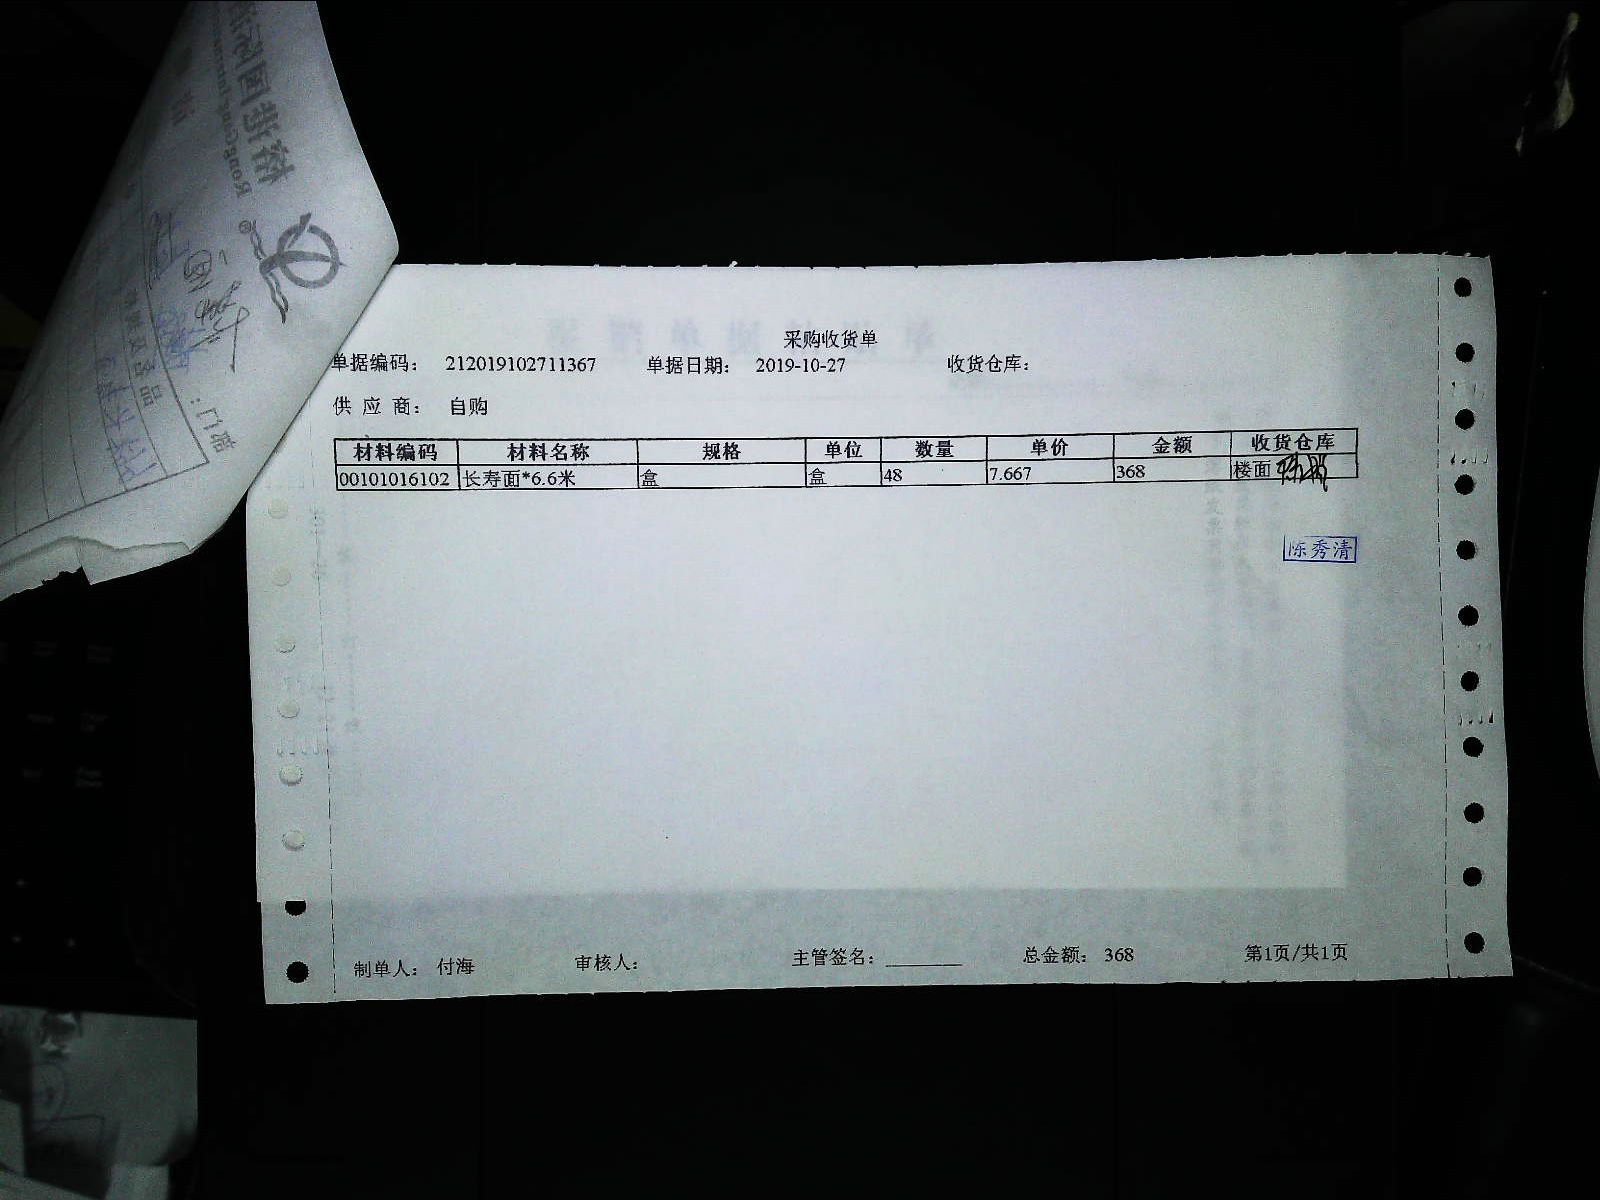 采购收货单
单据编码： 212019102711367 单据日期： 2019-10-27 收货仓库：
供 应 商： 自购
材料编码 材料名称 规格 单位 数量 单价 金额 收货仓库
00101016102 长寿面*6.6米 盒 盒 48 7.667 368 楼面
陈秀清
制单人： 付海 审核人： 主管签名：________ 总金额： 368 第1页/共1页